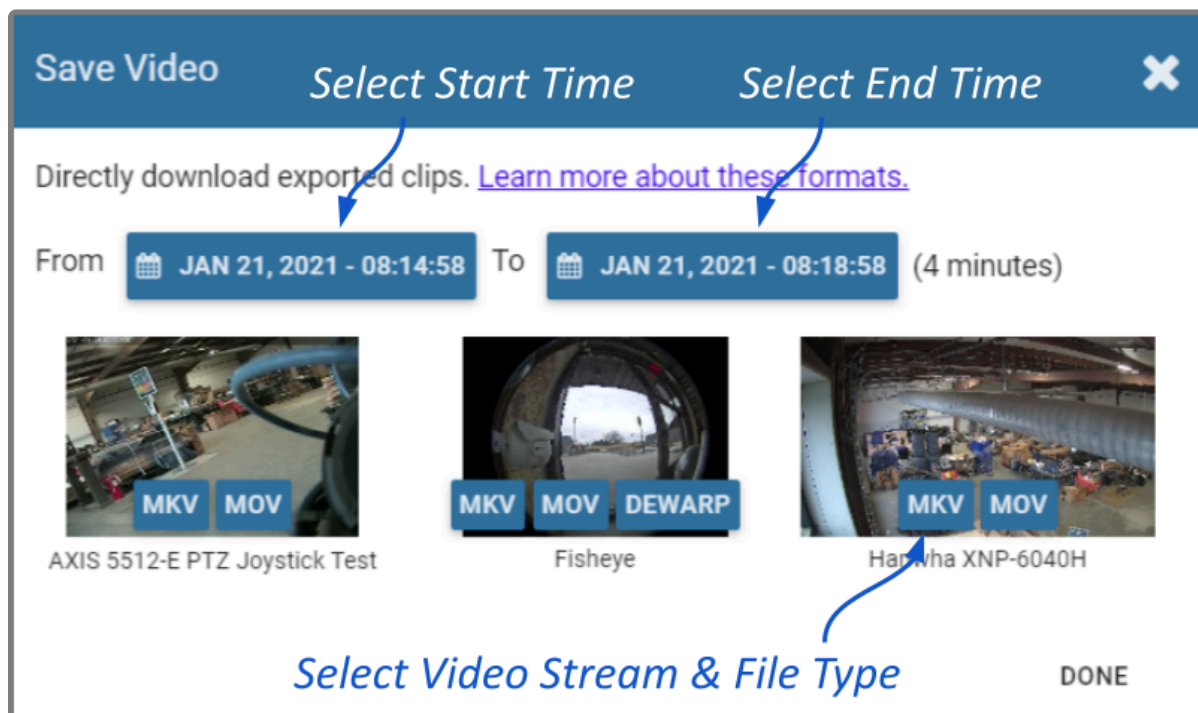 Save Video
Select Start Time
Select End Time
Directly download exported clips. Learn more about these formats.
From JAN 21, 2021 - 08:14:58 To JAN 21, 2021 - 08:18:58 (4 minutes)
MKV MOV
MKV MOV DEWARP
MKV MOV
AXIS 5512-E PTZ Joystick Test
Fisheye
Hanwha XNP-6040H
Select Video Stream & File Type
DONE